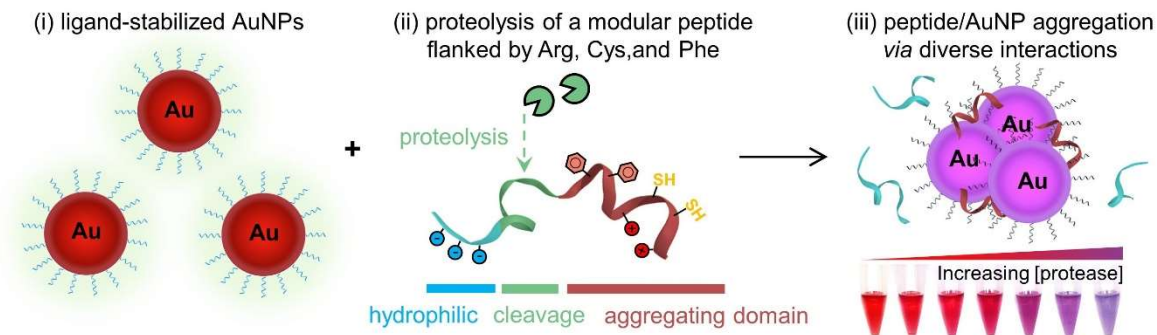 (i) ligand-stabilized AuNPs
Au
Au
Au
+
(ii) proteolysis of a modular peptide
flanked by Arg, Cys,and Phe
proteolysis
SH
SH
+
+
−
−
−
hydrophilic cleavage aggregating domain
(iii) peptide/AuNP aggregation
via diverse interactions
Au
Au
Au
Increasing [protease]